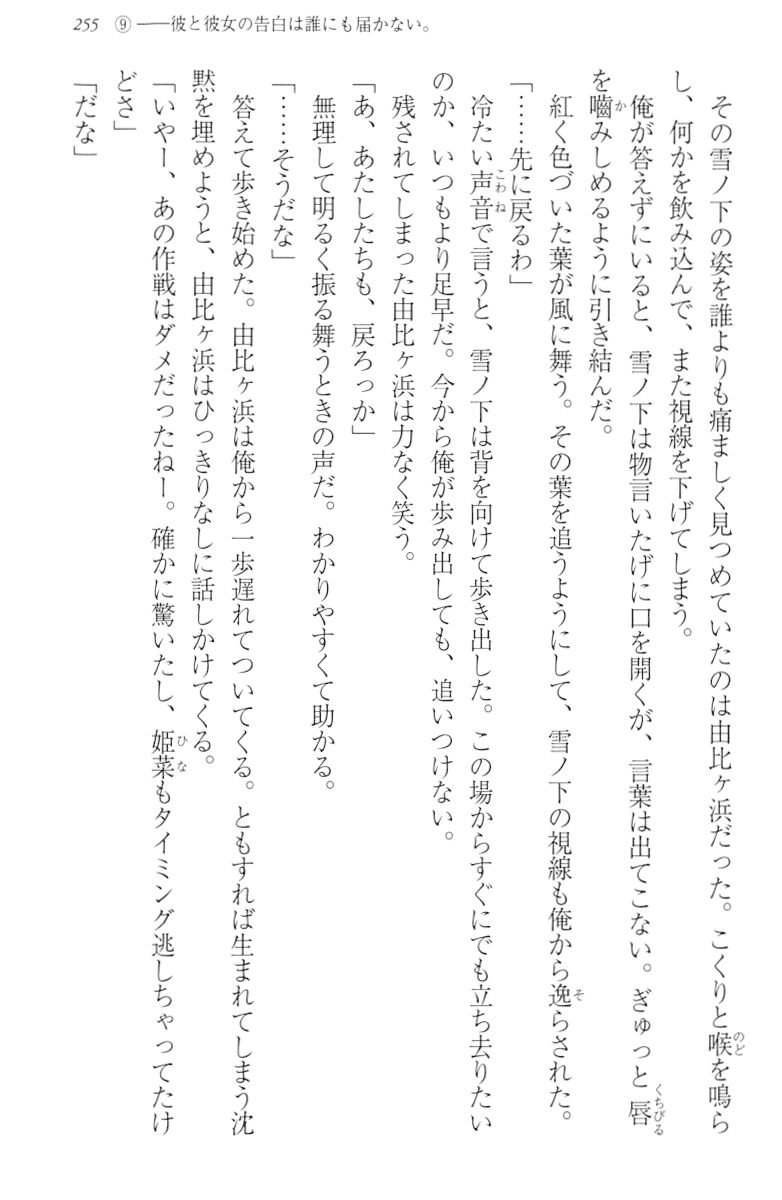 255 ⑨──彼と彼女の告白は誰にも届かない。
　その雪ノ下の姿を誰よりも痛ましく見つめていたのは由比ヶ浜だった。こくりと喉を鳴ら
し、何かを飲み込んで、また視線を下げてしまう。
　俺が答えずにいると、雪ノ下は物言いたげに口を開くが、言葉は出てこない。ぎゅっと唇
を嚙みしめるように引き結んだ。
　紅く色づいた葉が風に舞う。その葉を追うようにして、雪ノ下の視線も俺から逸らされた。
「……先に戻るわ」
　冷たい声音で言うと、雪ノ下は背を向けて歩き出した。この場からすぐにでも立ち去りたい
のか、いつもより足早だ。今から俺が歩み出しても、追いつけない。
　残されてしまった由比ヶ浜は力なく笑う。
「あ、あたしたちも、戻ろっか」
　無理して明るく振る舞うときの声だ。わかりやすくて助かる。
「……そうだな」
　答えて歩き始めた。由比ヶ浜は俺から一歩遅れてついてくる。ともすれば生まれてしまう沈
黙を埋めようと、由比ヶ浜はひっきりなしに話しかけてくる。
「いやー、あの作戦はダメだったねー。確かに驚いたし、姫菜もタイミング逃しちゃってたけ
どさ」
「だな」